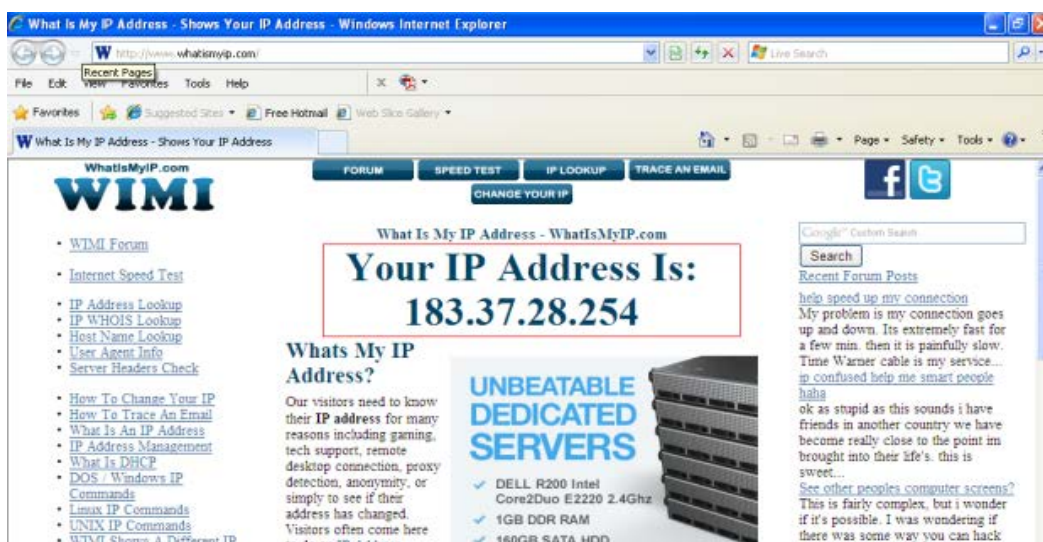 What Is My IP Address - Shows Your IP Address - Windows Internet Explorer
W http://www.whatismyip.com/
Live Search
Recent Pages
File Edit View Favorites Tools Help
Favorites Suggested Sites Free Hotmail Web Slice Gallery
W What Is My IP Address - Shows Your IP Address
Page Safety Tools
WhatIsMyIP.com
WIMI
FORUM SPEED TEST IP LOOKUP TRACE AN EMAIL
CHANGE YOUR IP
• WIMI Forum
• Internet Speed Test
• IP Address Lookup
• IP WHOIS Lookup
• Host Name Lookup
• User Agent Info
• Server Headers Check
• How To Change Your IP
• How To Trace An Email
• What Is An IP Address
• IP Address Management
• What Is DHCP
• DOS / Windows IP
Commands
• Linux IP Commands
• UNIX IP Commands
• WIMI Shows A Different IP
What Is My IP Address - WhatIsMyIP.com
Your IP Address Is:
183.37.28.254
Whats My IP
Address?
Our visitors need to know
their IP address for many
reasons including gaming,
tech support, remote
desktop connection, proxy
detection, anonymity, or
simply to see if their
address has changed.
Visitors often come here
UNBEATABLE
DEDICATED
SERVERS
DELL R200 Intel
Core2Duo E2220 2.4Ghz
1GB DDR RAM
160GB SATA HDD
f t
Google Custom Search
Search
Recent Forum Posts
help speed up my connection
My problem is my connection goes
up and down. Its extremely fast for
a few min. then it is painfully slow.
Time Warner cable is my service...
ip confused help me smart people
haha
ok as stupid as this sounds i have
friends in another country we have
become really close to the point im
brought into their life's. this is
sweet...
See other peoples computer screens?
This is fairly complex, but i wonder
if it's possible. I was wondering if
there was some way you can hack